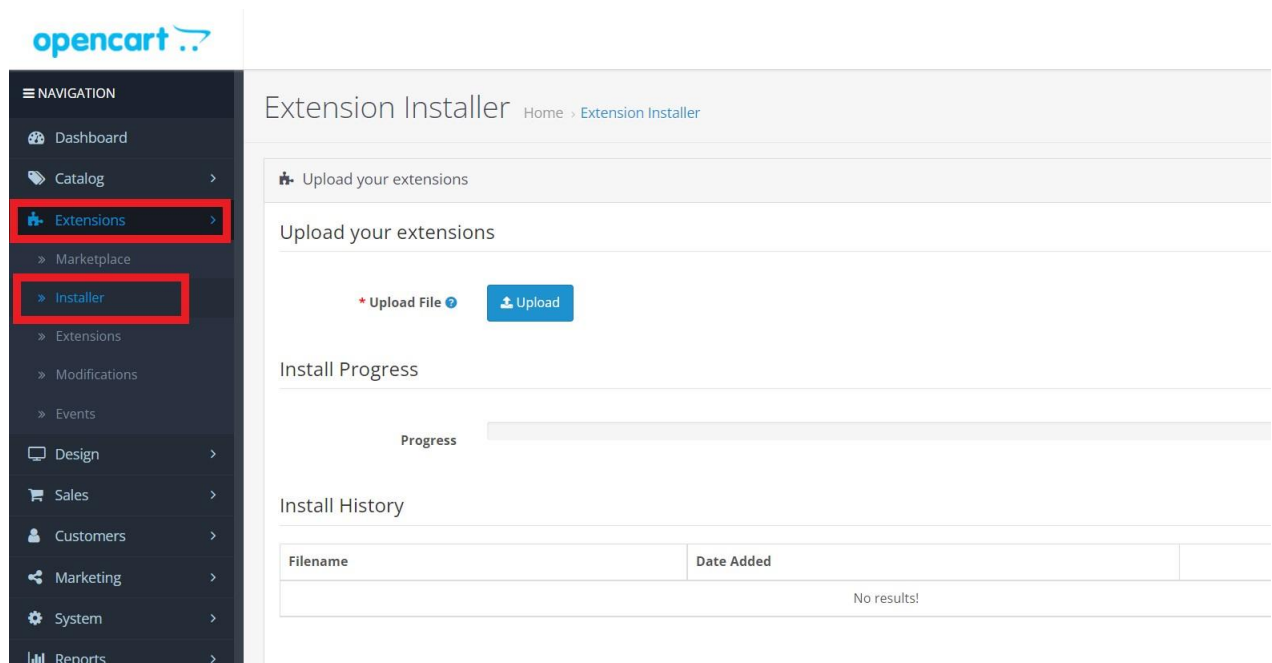 opencart
NAVIGATION
Dashboard
Catalog
Extensions
Marketplace
Installer
Extensions
Modifications
Events
Design
Sales
Customers
Marketing
System
Reports
Extension Installer Home › Extension Installer
Upload your extensions
Upload your extensions
* Upload File Upload
Install Progress
Progress
Install History
Filename Date Added
No results!